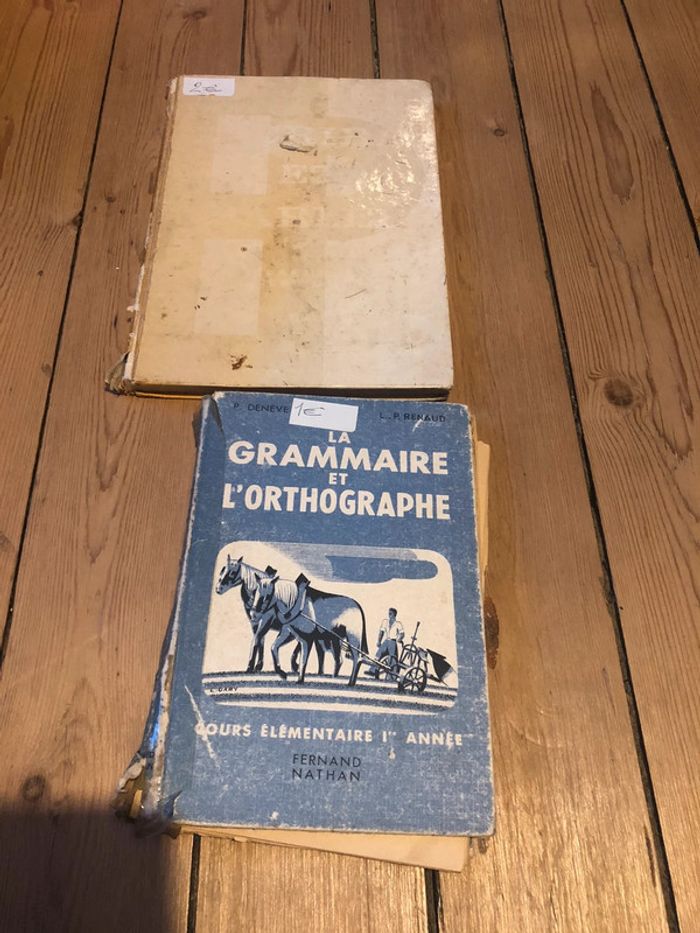 2€
P. DENEVE
1€
L.-P. RENAUD
LA
GRAMMAIRE
ET
L'ORTHOGRAPHE
COURS ÉLÉMENTAIRE 1re ANNÉE
FERNAND
NATHAN